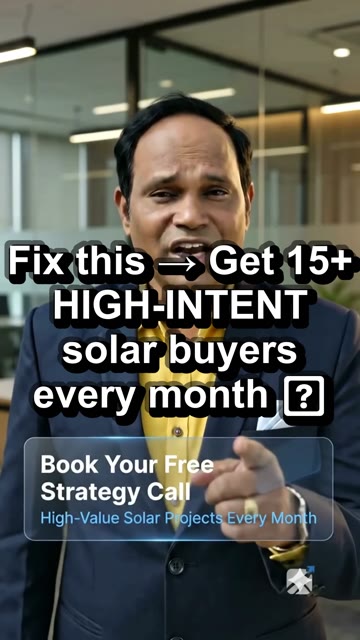 Fix this → Get 15+
HIGH-INTENT
solar buyers
every month
Book Your Free
Strategy Call
High-Value Solar Projects Every Month